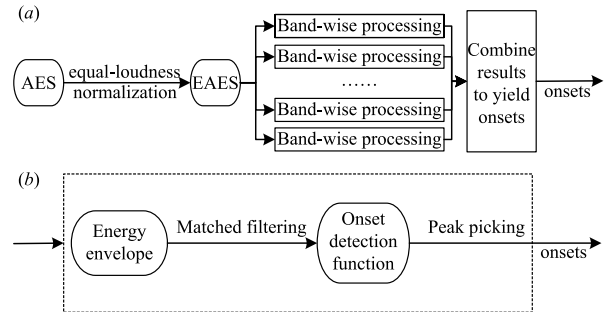 (a)
AES
equal-loudness
normalization
EAES
Band-wise processing
Band-wise processing
......
Band-wise processing
Band-wise processing
Combine
results
to yield
onsets
onsets
(b)
Energy
envelope
Matched filtering
Onset
detection
function
Peak picking
onsets